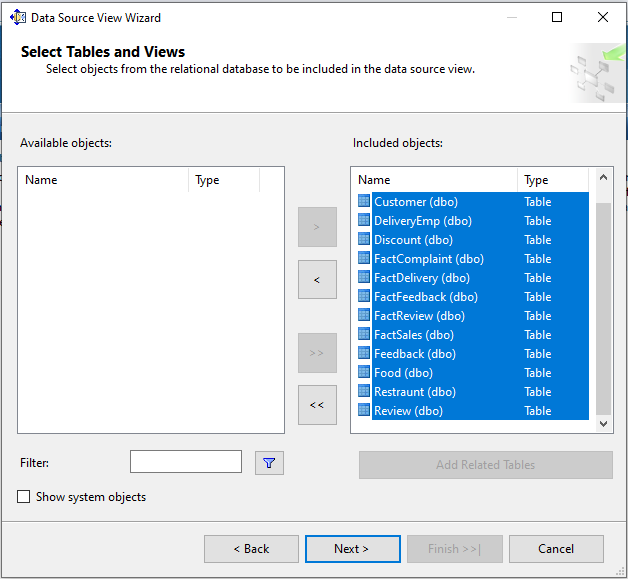 Data Source View Wizard
Select Tables and Views
Select objects from the relational database to be included in the data source view.
Available objects:
Included objects:
Name Type
Name Type
Customer (dbo) Table
DeliveryEmp (dbo) Table
Discount (dbo) Table
FactComplaint (dbo) Table
FactDelivery (dbo) Table
FactFeedback (dbo) Table
FactReview (dbo) Table
FactSales (dbo) Table
Feedback (dbo) Table
Food (dbo) Table
Restraunt (dbo) Table
Review (dbo) Table
>
<
>>
<<
Filter:
Add Related Tables
Show system objects
< Back Next > Finish >>| Cancel